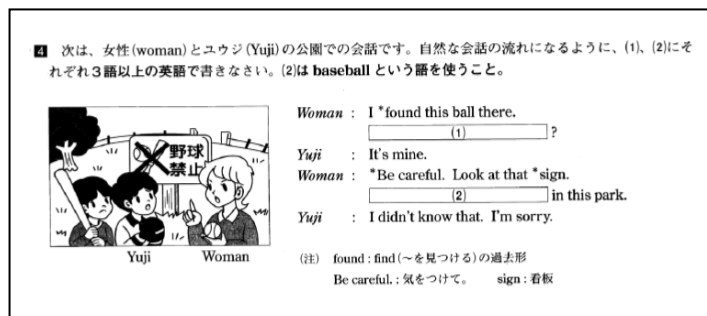 4 次は、女性(woman)とユウジ(Yuji)の公園での会話です。自然な会話の流れになるように、(1)、(2)にそ
れぞれ3語以上の英語で書きなさい。(2)は baseball という語を使うこと。
野球
禁止
Yuji Woman
Woman : I *found this ball there.
(1) ?
Yuji : It's mine.
Woman : *Be careful. Look at that *sign.
(2) in this park.
Yuji : I didn't know that. I'm sorry.
(注) found : find (〜を見つける)の過去形
Be careful. : 気をつけて。 sign : 看板